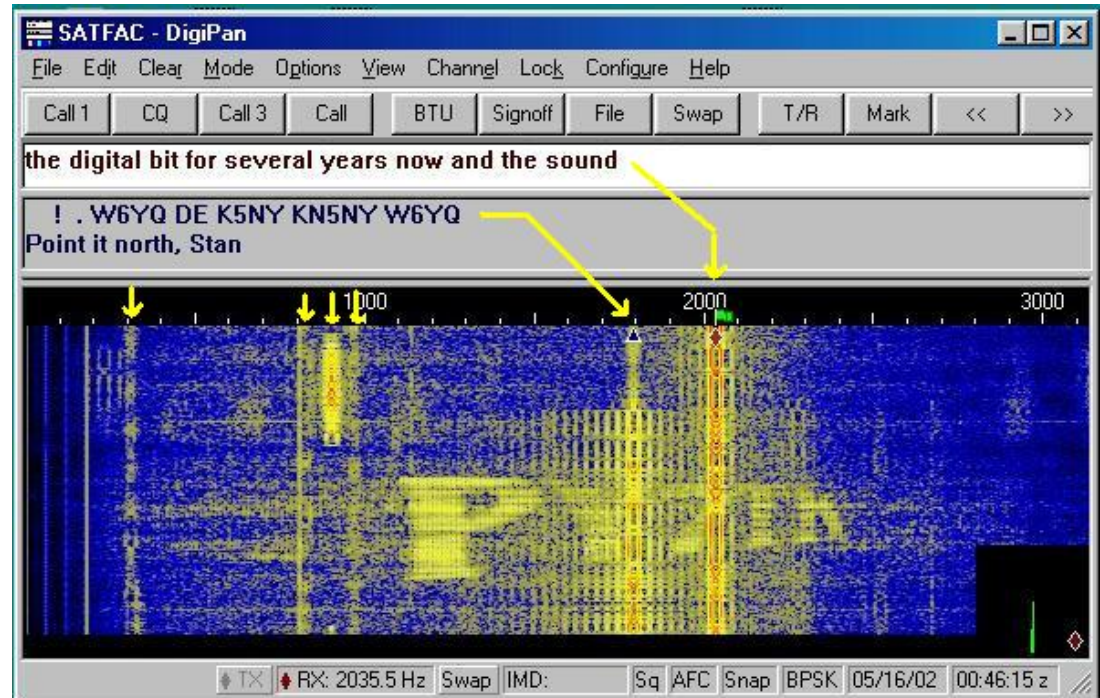 SATFAC - DigiPan
File Edit Clear Mode Options View Channel Lock Configure Help
Call 1 CQ Call 3 Call BTU Signoff File Swap T/R Mark << >>
the digital bit for several years now and the sound
! . W6YQ DE K5NY KN5NY W6YQ
Point it north, Stan
1000 2000 3000
TX RX: 2035.5 Hz Swap IMD: Sq AFC Snap BPSK 05/16/02 00:46:15 z